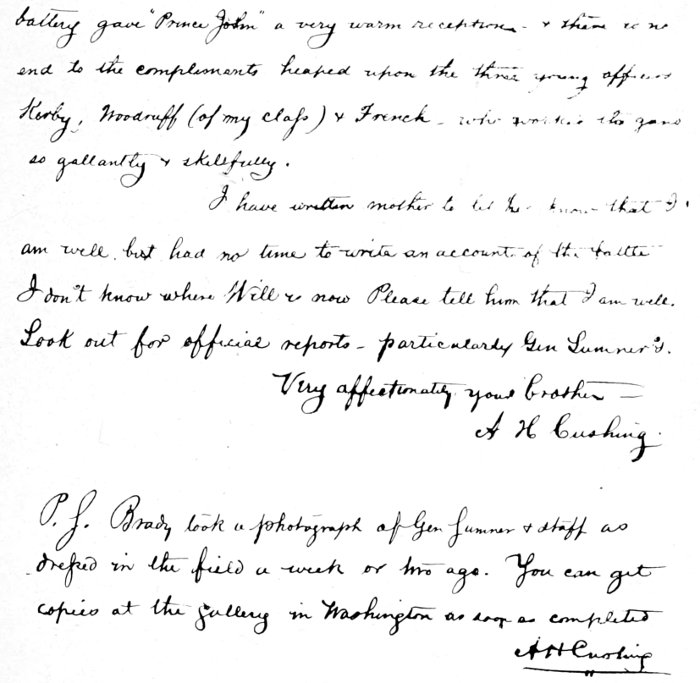 battery gave "Prince John" a very warm reception - & there is no
end to the compliments heaped upon the three young officers
Kerby, Woodruff (of my class) & French - who works the guns
so gallantly & skillfully.
I have written mother to let her know that I
am well, but had no time to write an account of the battle
I don't know where Will is now Please tell him that I am well.
Look out for official reports - particularly Gen Sumner's.
Very affectionately your brother -
A H Cushing.
P. S. Brady took a photograph of Gen Sumner & staff as
dressed in the field a week or two ago. You can get
copies at the gallery in Washington as soon as completed
A H Cushing